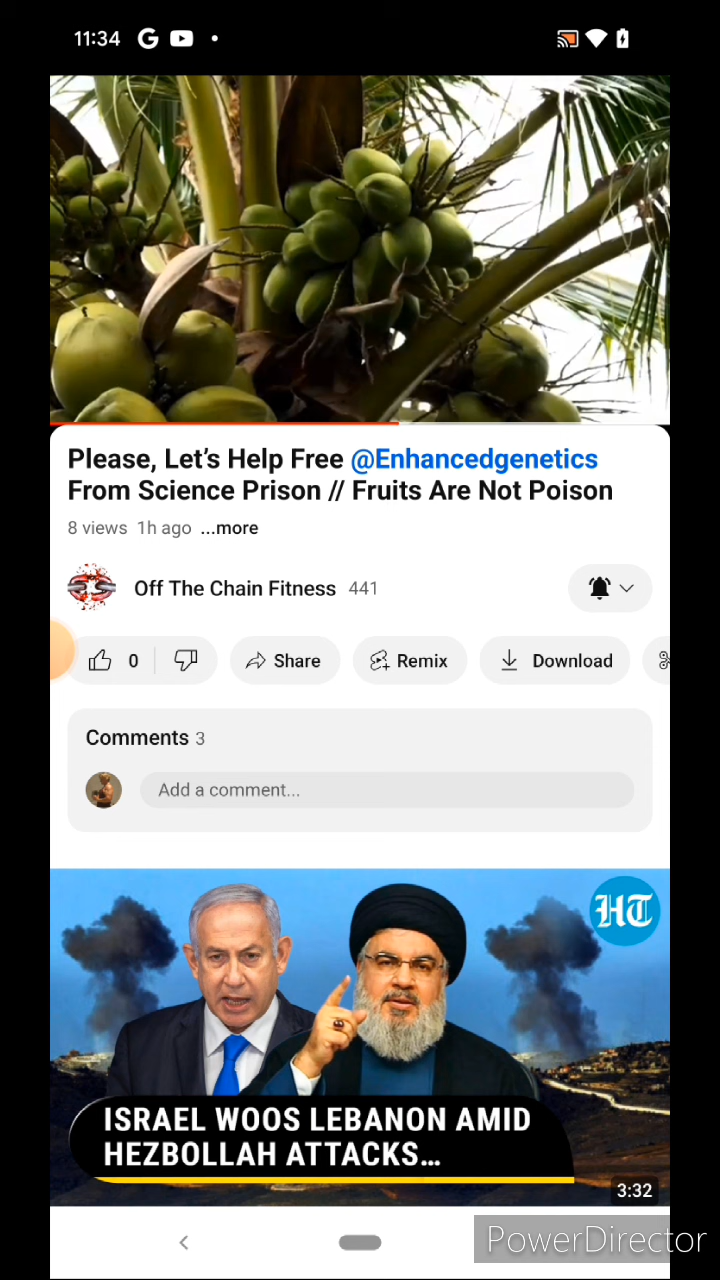 11:34
Please, Let's Help Free @Enhancedgenetics
From Science Prison // Fruits Are Not Poison
8 views 1h ago ...more
Off The Chain Fitness 441
0 Share Remix Download
Comments 3
Add a comment...
HT
ISRAEL WOOS LEBANON AMID
HEZBOLLAH ATTACKS...
3:32
PowerDirector